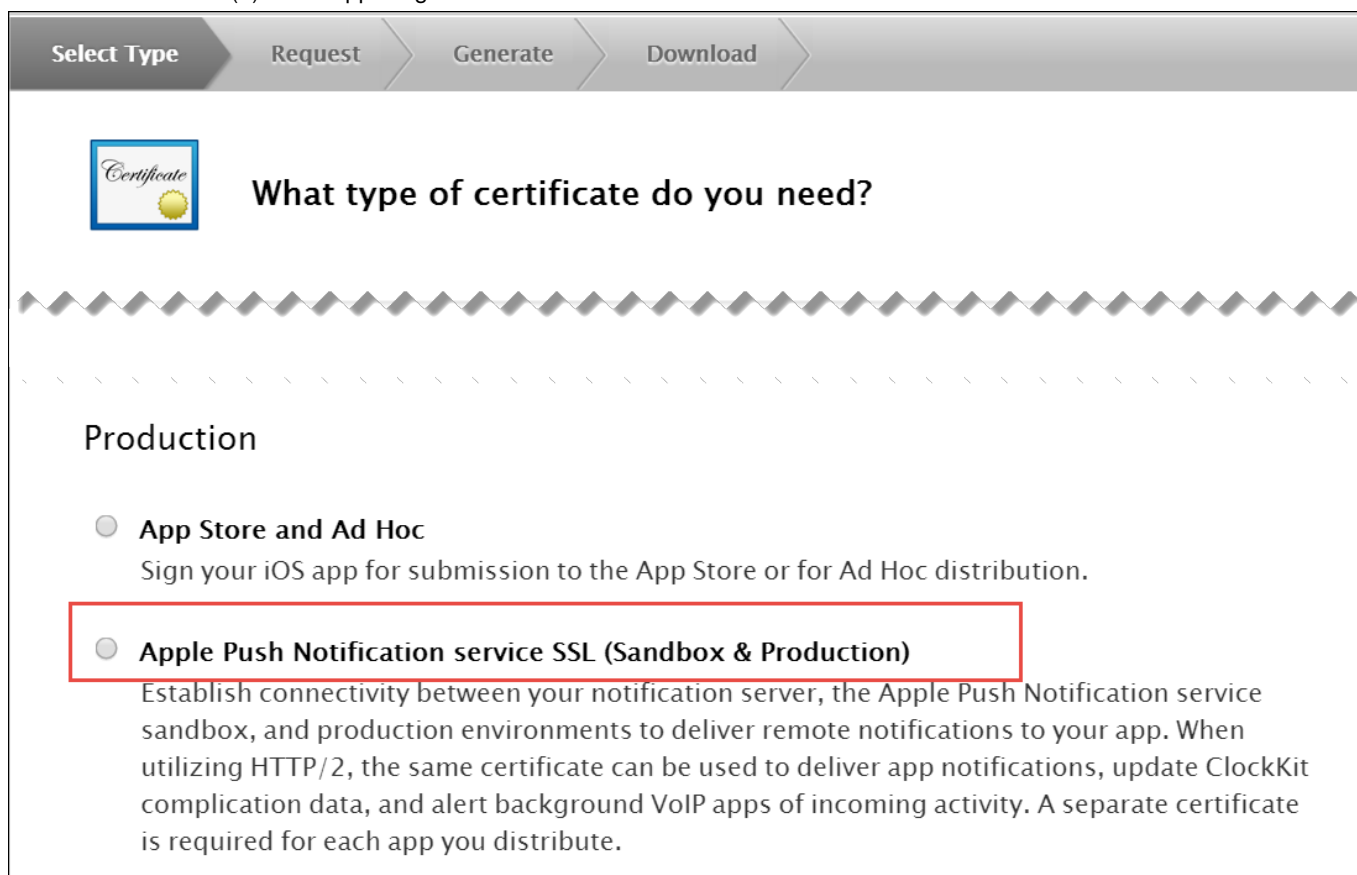 Select Type Request Generate Download
Certificate
What type of certificate do you need?
Production
App Store and Ad Hoc
Sign your iOS app for submission to the App Store or for Ad Hoc distribution.
Apple Push Notification service SSL (Sandbox & Production)
Establish connectivity between your notification server, the Apple Push Notification service
sandbox, and production environments to deliver remote notifications to your app. When
utilizing HTTP/2, the same certificate can be used to deliver app notifications, update ClockKit
complication data, and alert background VoIP apps of incoming activity. A separate certificate
is required for each app you distribute.